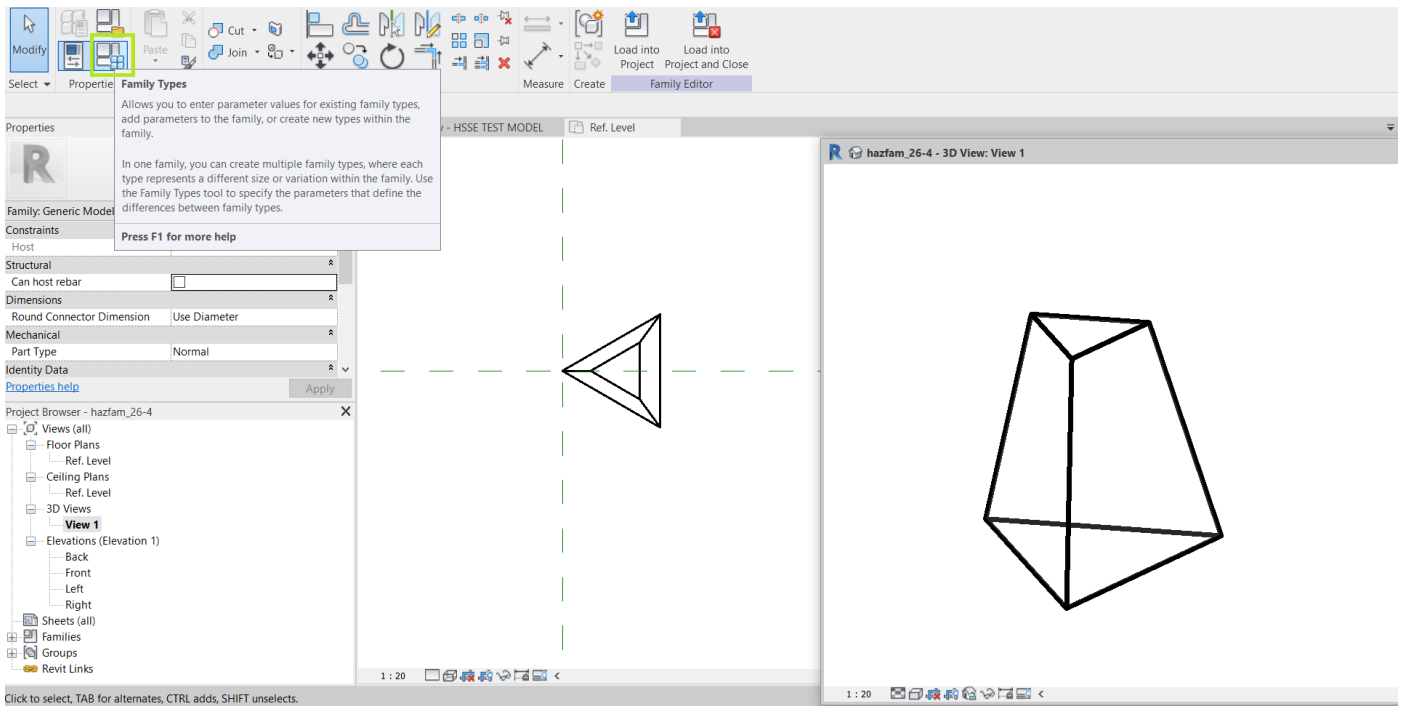 Modify
Paste
Cut
Join
Load into
Project
Load into
Project and Close
Select
Measure
Create
Family Editor
Family Types
Allows you to enter parameter values for existing family types,
add parameters to the family, or create new types within the
family.
In one family, you can create multiple family types, where each
type represents a different size or variation within the family. Use
the Family Types tool to specify the parameters that define the
differences between family types.
Press F1 for more help
Properties
- HSSE TEST MODEL
Ref. Level
R
Family: Generic Model
Constraints
Host
Structural
Can host rebar
Dimensions
Round Connector Dimension Use Diameter
Mechanical
Part Type Normal
Identity Data
Properties help
Apply
Project Browser - hazfam_26-4
Views (all)
Floor Plans
Ref. Level
Ceiling Plans
Ref. Level
3D Views
View 1
Elevations (Elevation 1)
Back
Front
Left
Right
Sheets (all)
Families
Groups
Revit Links
1 : 20
Click to select, TAB for alternates, CTRL adds, SHIFT unselects.
R hazfam_26-4 - 3D View: View 1
1 : 20